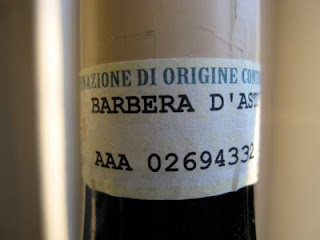 NAZIONE DI ORIGINE CONT
BARBERA D'AST
AAA 02694332